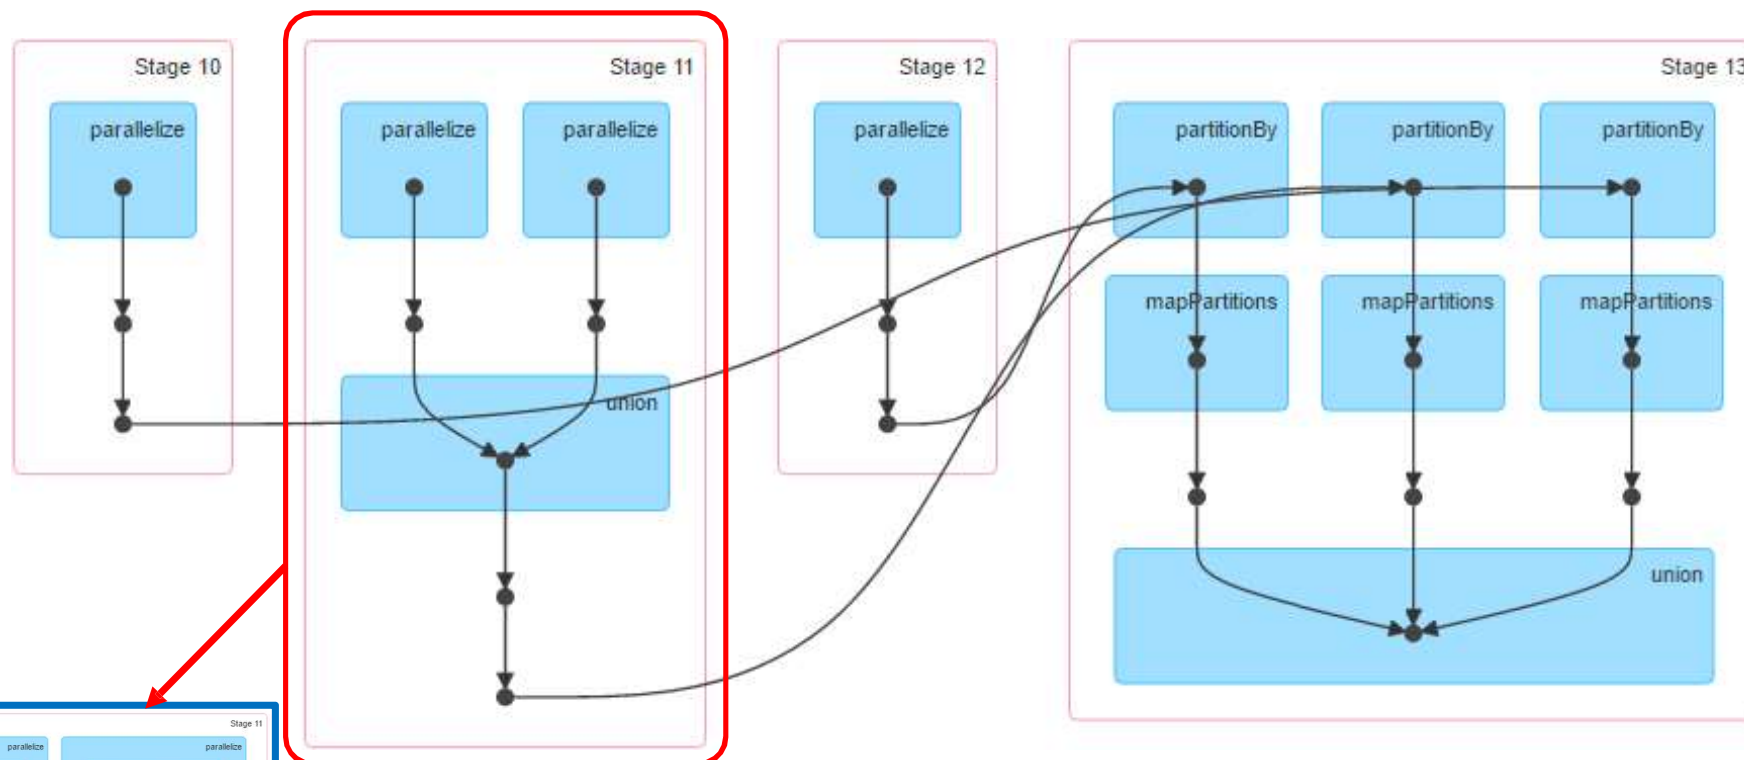 Stage 10
parallelize
Stage 11
parallelize
parallelize
union
Stage 12
parallelize
Stage 13
partitionBy
partitionBy
partitionBy
mapPartitions
mapPartitions
mapPartitions
union
Stage 11
parallelize
parallelize